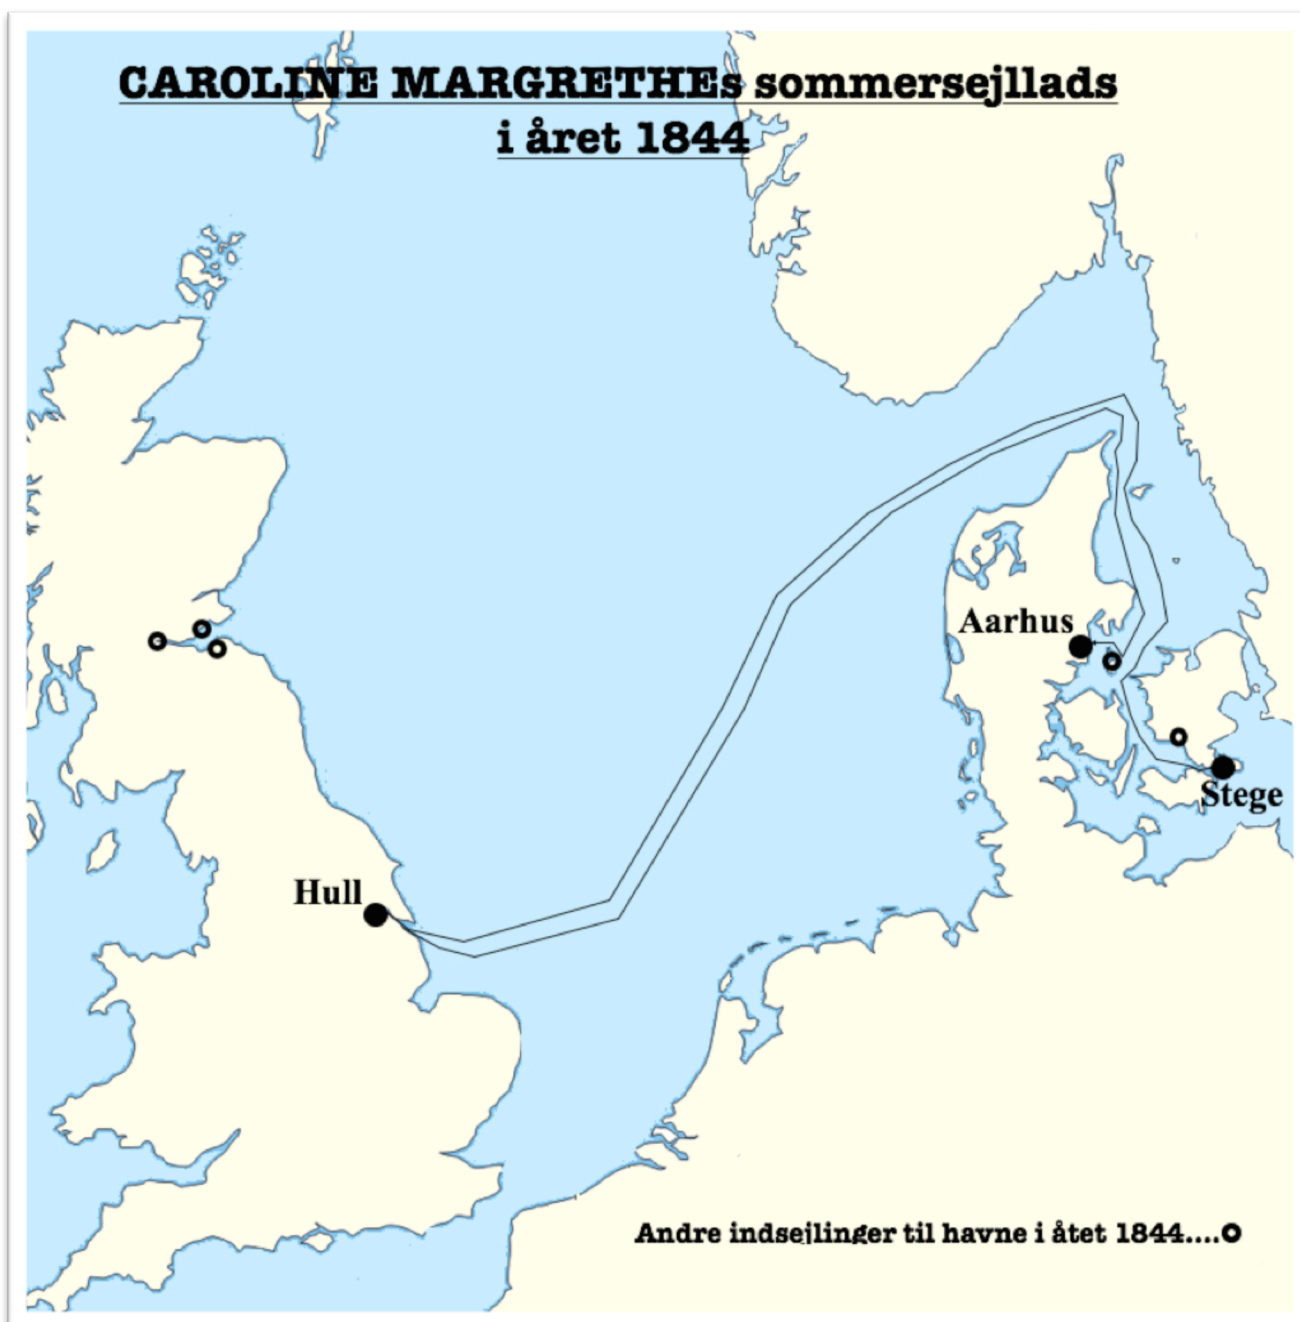 CAROLINE MARGRETHEs sommersejllads
i året 1844
Aarhus
Stege
Hull
Andre indsejlinger til havne i åtet 1844....o